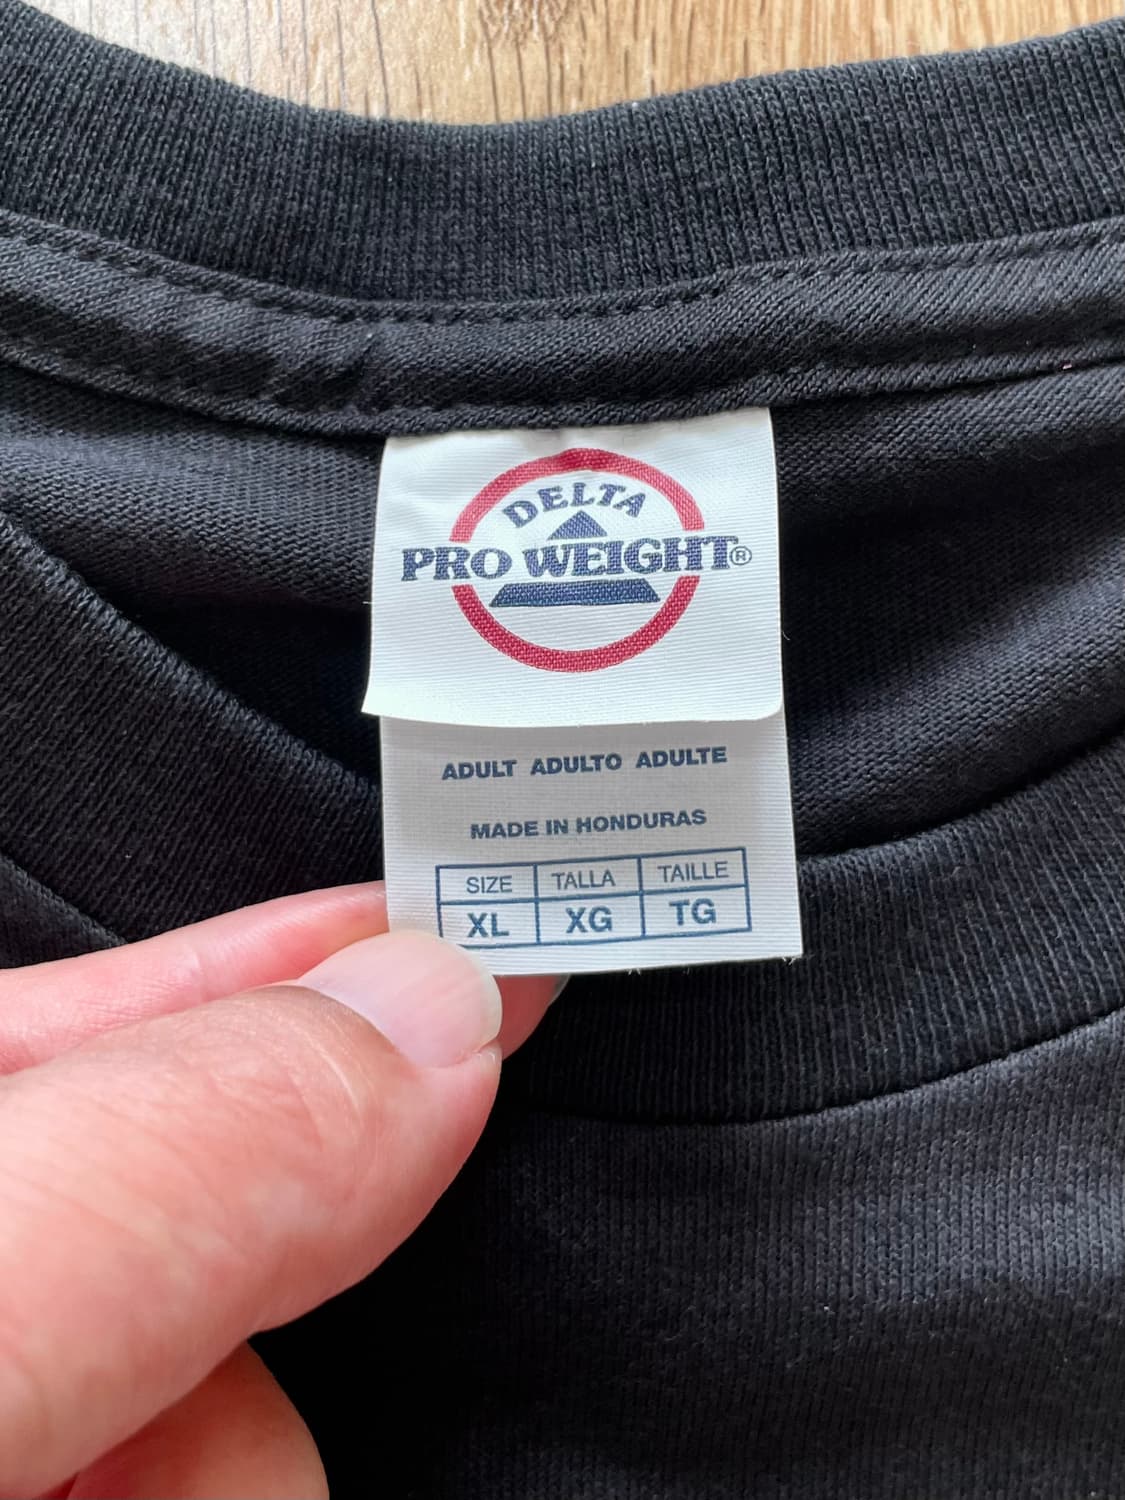 DELTA
PRO WEIGHT®
ADULT ADULTO ADULTE
MADE IN HONDURAS
SIZE TALLA TAILLE
XL XG TG